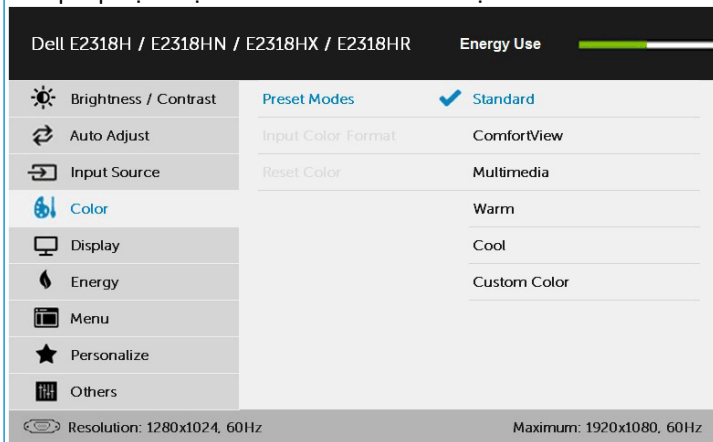 Dell E2318H / E2318HN / E2318HX / E2318HR Energy Use
Brightness / Contrast Preset Modes Standard
Auto Adjust Input Color Format ComfortView
Input Source Reset Color Multimedia
Color Warm
Display Cool
Energy Custom Color
Menu
Personalize
Others
Resolution: 1280x1024, 60Hz Maximum: 1920x1080, 60Hz